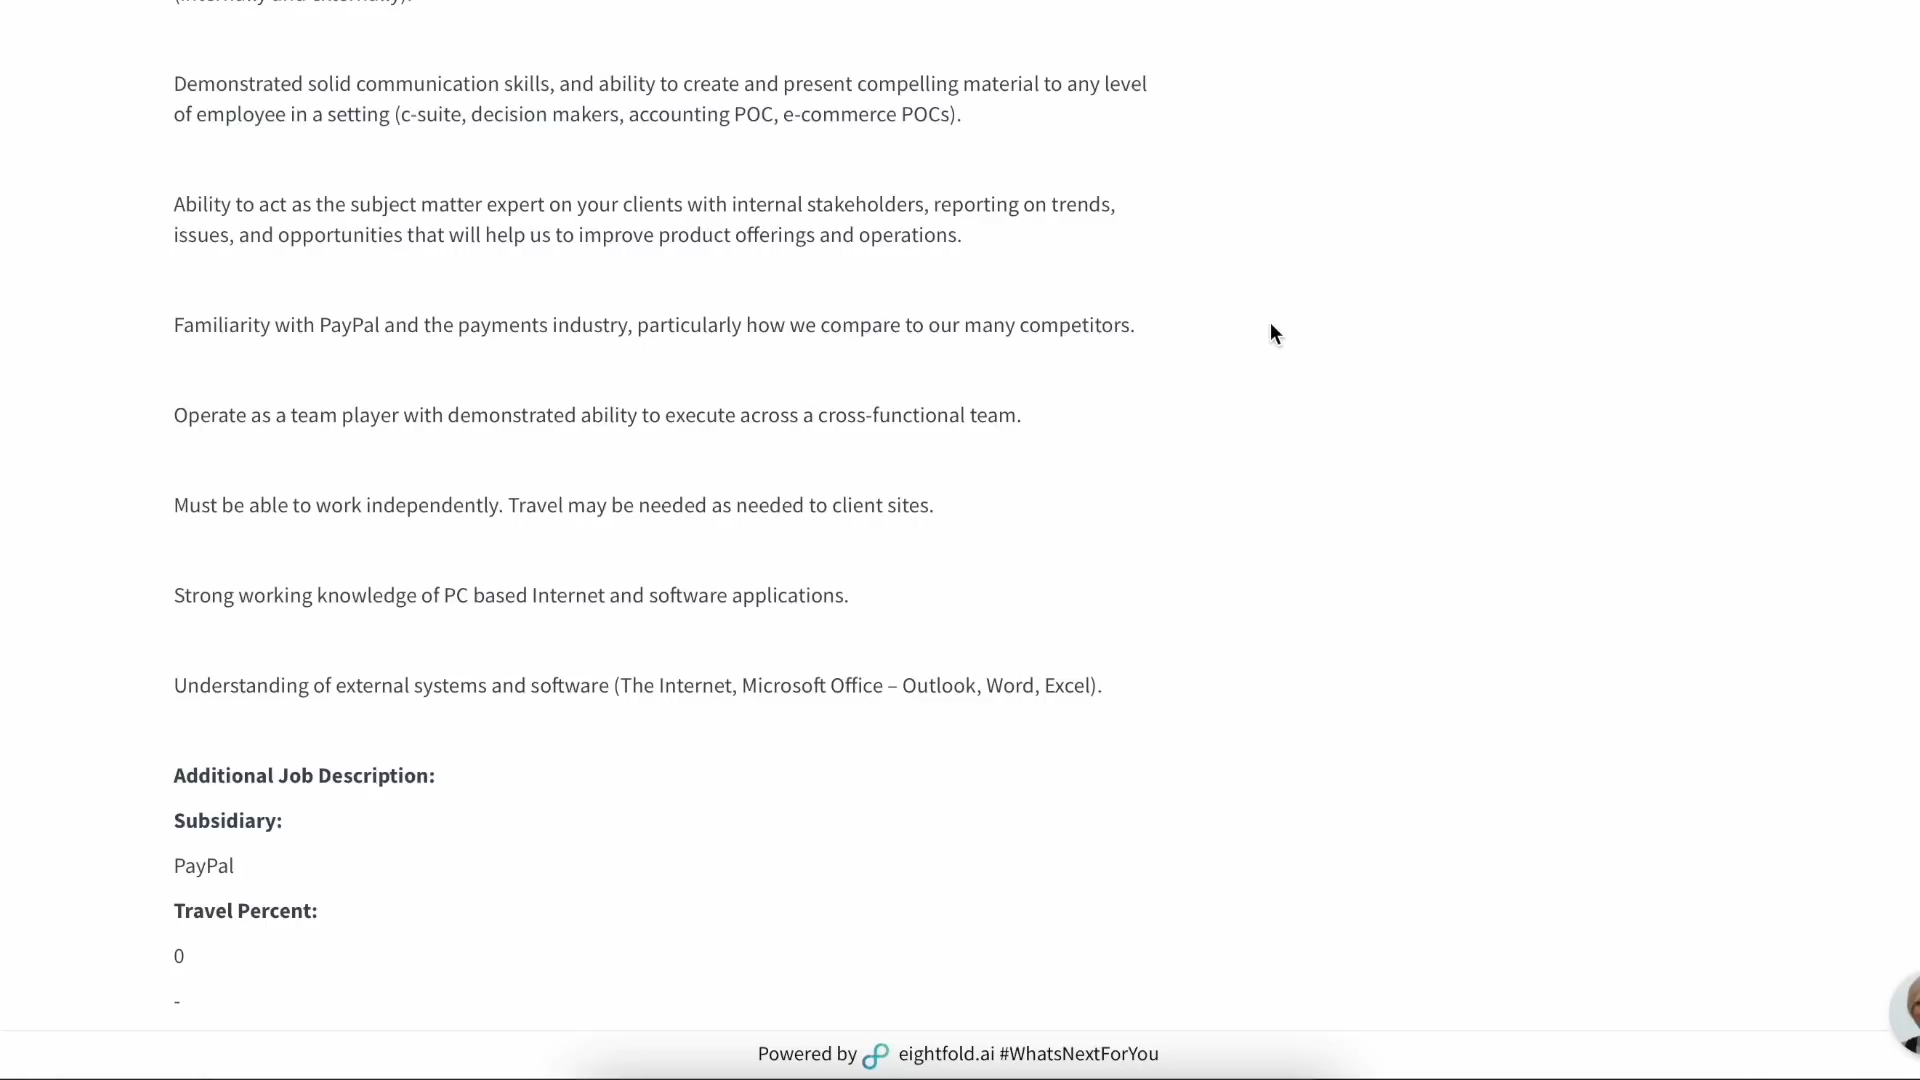 (internally and externally).
Demonstrated solid communication skills, and ability to create and present compelling material to any level
of employee in a setting (c-suite, decision makers, accounting POC, e-commerce POCs).
Ability to act as the subject matter expert on your clients with internal stakeholders, reporting on trends,
issues, and opportunities that will help us to improve product offerings and operations.
Familiarity with PayPal and the payments industry, particularly how we compare to our many competitors.
Operate as a team player with demonstrated ability to execute across a cross-functional team.
Must be able to work independently. Travel may be needed as needed to client sites.
Strong working knowledge of PC based Internet and software applications.
Understanding of external systems and software (The Internet, Microsoft Office – Outlook, Word, Excel).
Additional Job Description:
Subsidiary:
PayPal
Travel Percent:
0
-
Powered by eightfold.ai #WhatsNextForYou